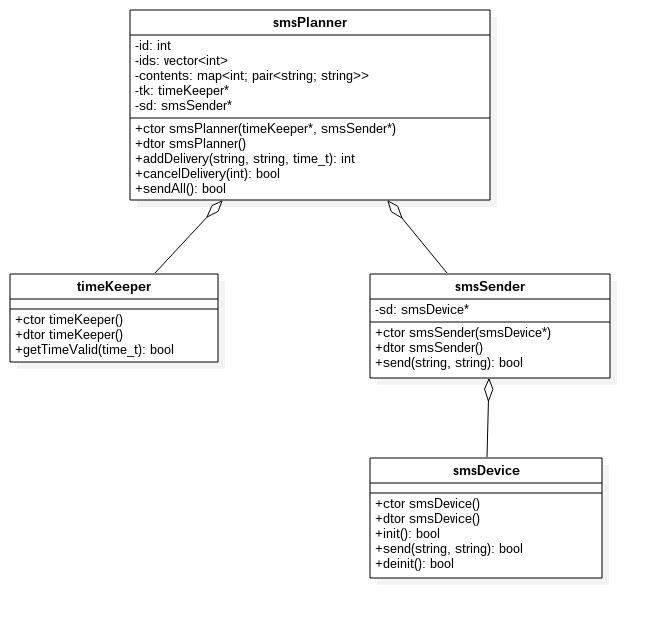 smsPlanner
-id: int
-ids: vector<int>
-contents: map<int; pair<string; string>>
-tk: timeKeeper*
-sd: smsSender*
+ctor smsPlanner(timeKeeper*, smsSender*)
+dtor smsPlanner()
+addDelivery(string, string, time_t): int
+cancelDelivery(int): bool
+sendAll(): bool
timeKeeper
+ctor timeKeeper()
+dtor timeKeeper()
+getTimeValid(time_t): bool
smsSender
-sd: smsDevice*
+ctor smsSender(smsDevice*)
+dtor smsSender()
+send(string, string): bool
smsDevice
+ctor smsDevice()
+dtor smsDevice()
+init(): bool
+send(string, string): bool
+deinit(): bool